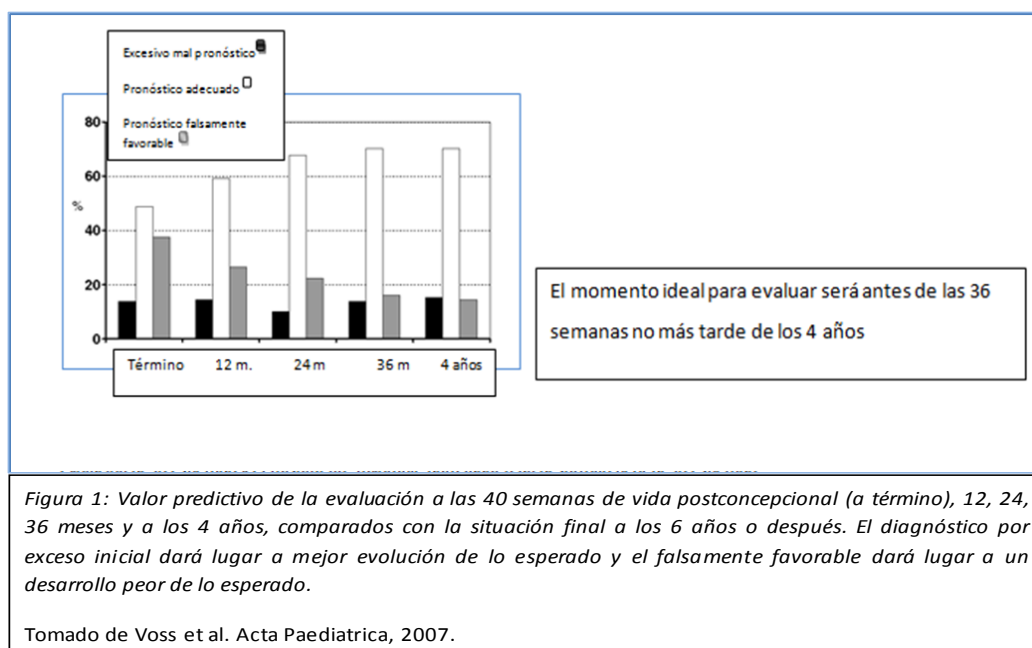 Excesivo mal pronóstico
Pronóstico adecuado
Pronóstico falsamente
favorable
80
60
%
40
20
0
Término 12 m. 24 m 36 m 4 años
El momento ideal para evaluar será antes de las 36
semanas no más tarde de los 4 años
Figura 1: Valor predictivo de la evaluación a las 40 semanas de vida postconcepcional (a término), 12, 24,
36 meses y a los 4 años, comparados con la situación final a los 6 años o después. El diagnóstico por
exceso inicial dará lugar a mejor evolución de lo esperado y el falsamente favorable dará lugar a un
desarrollo peor de lo esperado.
Tomado de Voss et al. Acta Paediatrica, 2007.